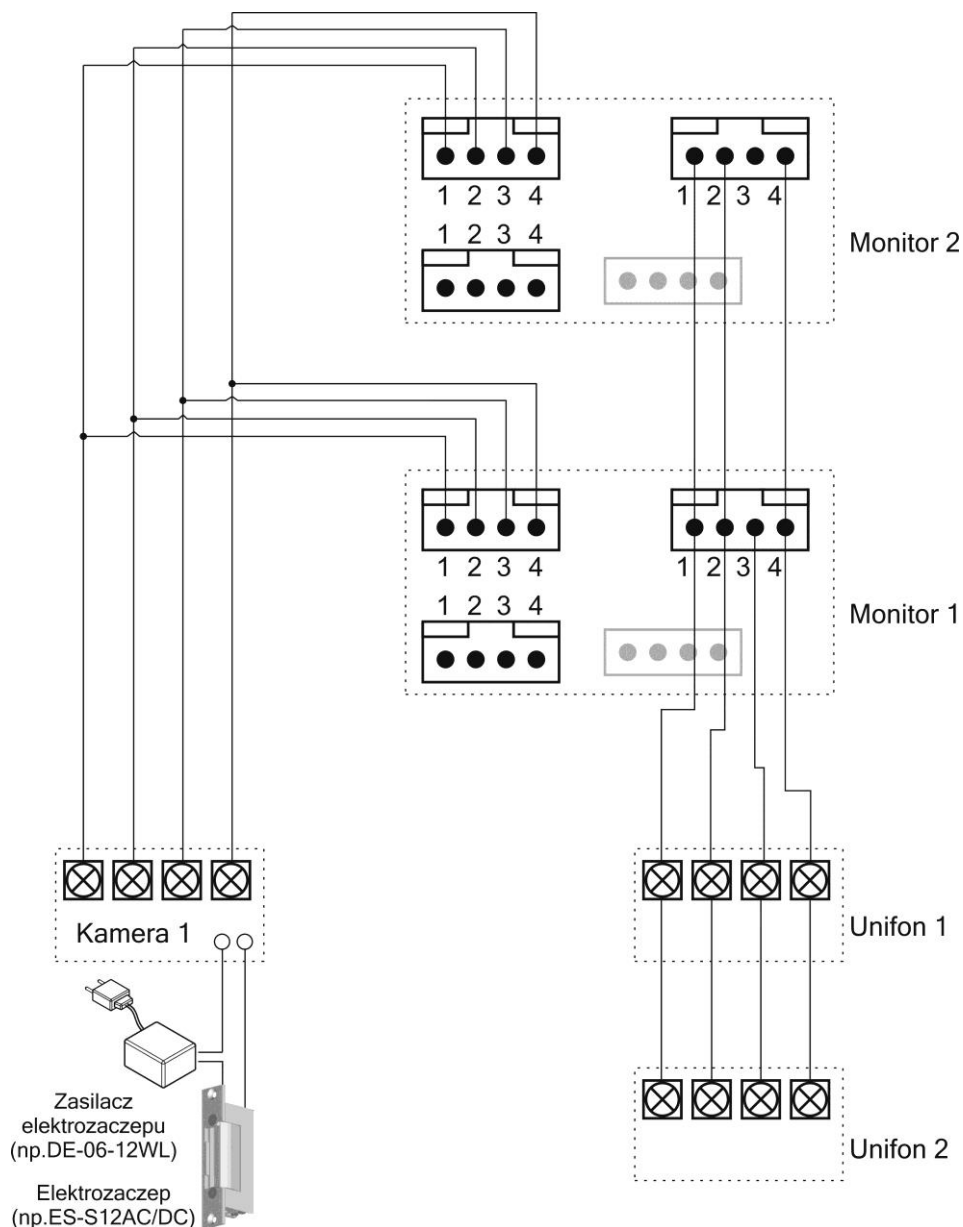 1 2 3 4
1 2 3 4
1 2 3 4
Monitor 2
1 2 3 4
1 2 3 4
1 2 3 4
Monitor 1
Kamera 1
Unifon 1
Zasilacz
elektrozaczepu
(np.DE-06-12WL)
Elektrozaczep
(np.ES-S12AC/DC)
Unifon 2